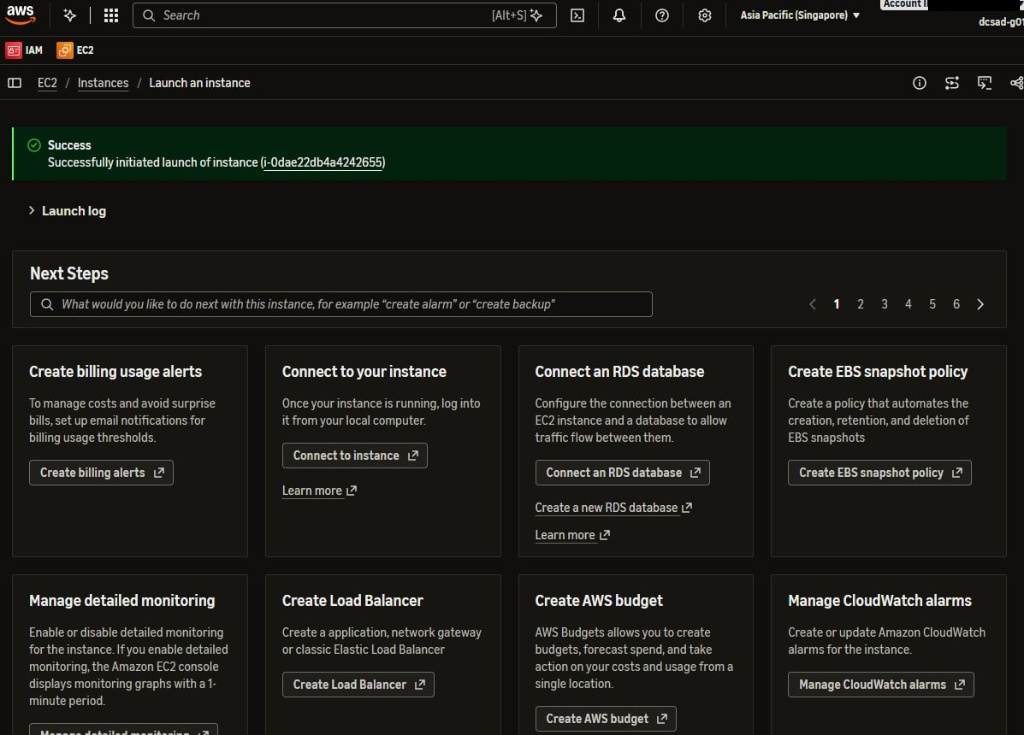 aws
Search
[Alt+S]
Asia Pacific (Singapore)
Account I
dcsad-g01
IAM
EC2
EC2 / Instances / Launch an instance
Success
Successfully initiated launch of instance (i-0dae22db4a4242655)
Launch log
Next Steps
What would you like to do next with this instance, for example “create alarm” or “create backup”
1 2 3 4 5 6
Create billing usage alerts
To manage costs and avoid surprise
bills, set up email notifications for
billing usage thresholds.
Create billing alerts
Connect to your instance
Once your instance is running, log into
it from your local computer.
Connect to instance
Learn more
Connect an RDS database
Configure the connection between an
EC2 instance and a database to allow
traffic flow between them.
Connect an RDS database
Create a new RDS database
Learn more
Create EBS snapshot policy
Create a policy that automates the
creation, retention, and deletion of
EBS snapshots
Create EBS snapshot policy
Manage detailed monitoring
Enable or disable detailed monitoring
for the instance. If you enable detailed
monitoring, the Amazon EC2 console
displays monitoring graphs with a 1-
minute period.
Manage detailed monitoring
Create Load Balancer
Create a application, network gateway
or classic Elastic Load Balancer
Create Load Balancer
Create AWS budget
AWS Budgets allows you to create
budgets, forecast spend, and take
action on your costs and usage from a
single location.
Create AWS budget
Manage CloudWatch alarms
Create or update Amazon CloudWatch
alarms for the instance.
Manage CloudWatch alarms